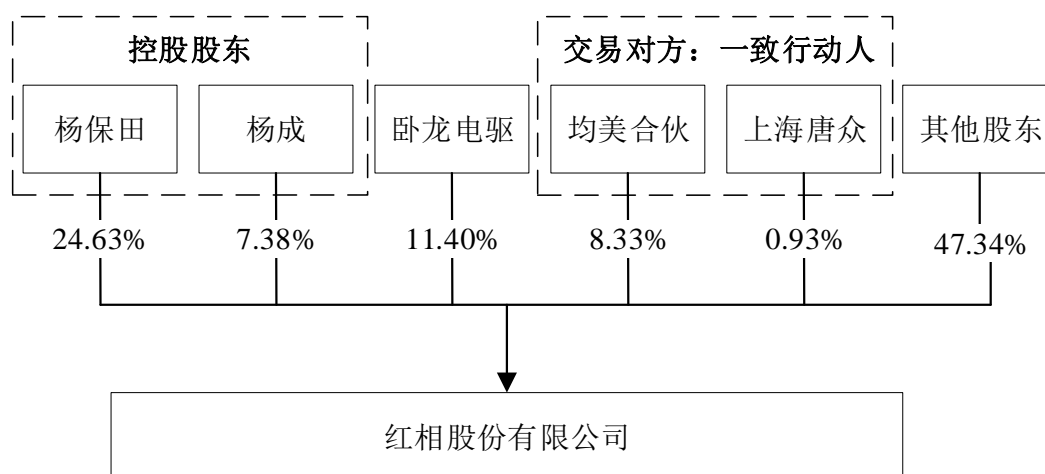 控股股东
交易对方：一致行动人
杨保田
杨成
卧龙电驱
均美合伙
上海唐众
其他股东
24.63%
7.38%
11.40%
8.33%
0.93%
47.34%
红相股份有限公司